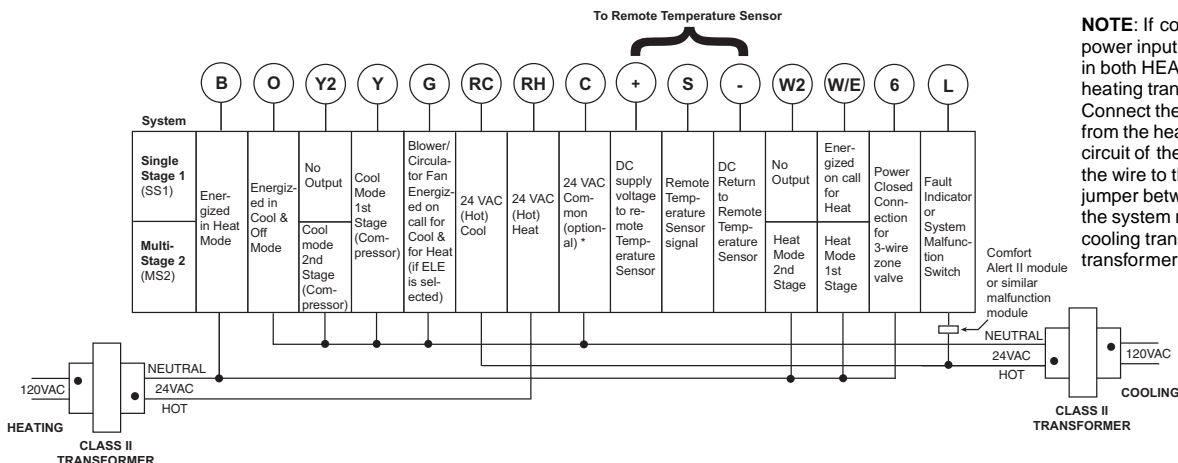 To Remote Temperature Sensor
B O Y2 Y G RC RH C + S - W2 W/E 6 L
System
Single
Stage 1
(SS1)
Multi-
Stage 2
(MS2)
Ener-
gized
in Heat
Mode
Energiz-
ed in
Cool &
Off
Mode
No
Output
Cool
mode
2nd
Stage
(Com-
pressor)
Cool
Mode
1st
Stage
(Com-
pressor)
Blower/
Circula-
tor Fan
Energiz-
ed on
call for
Cool &
for Heat
(if ELE
is sel-
ected)
24 VAC
(Hot)
Cool
24 VAC
(Hot)
Heat
24 VAC
Com-
mon
(option-
al) *
DC
supply
voltage
to re-
mote
Temp-
erature
Sensor
Remote
Temp-
erature
Sensor
signal
DC
Return
to
Remote
Temp-
erature
Sensor
No
Output
Heat
Mode
2nd
Stage
Ener-
gized
on call
for
Heat
Heat
Mode
1st
Stage
Power
Closed
Conn-
ection
for
3-wire
zone
valve
Fault
Indicator
or
System
Malfunc-
tion
Switch
Comfort
Alert II module
or similar
malfunction
module
NEUTRAL
24VAC
HOT
120VAC
COOLING
CLASS II
TRANSFORMER
NEUTRAL
24VAC
HOT
120VAC
HEATING
CLASS II
TRANSFORMER
NOTE: If co
power input
in both HEA
heating tran
Connect the
from the hea
circuit of the
the wire to th
jumper betw
the system r
cooling tran
transformer